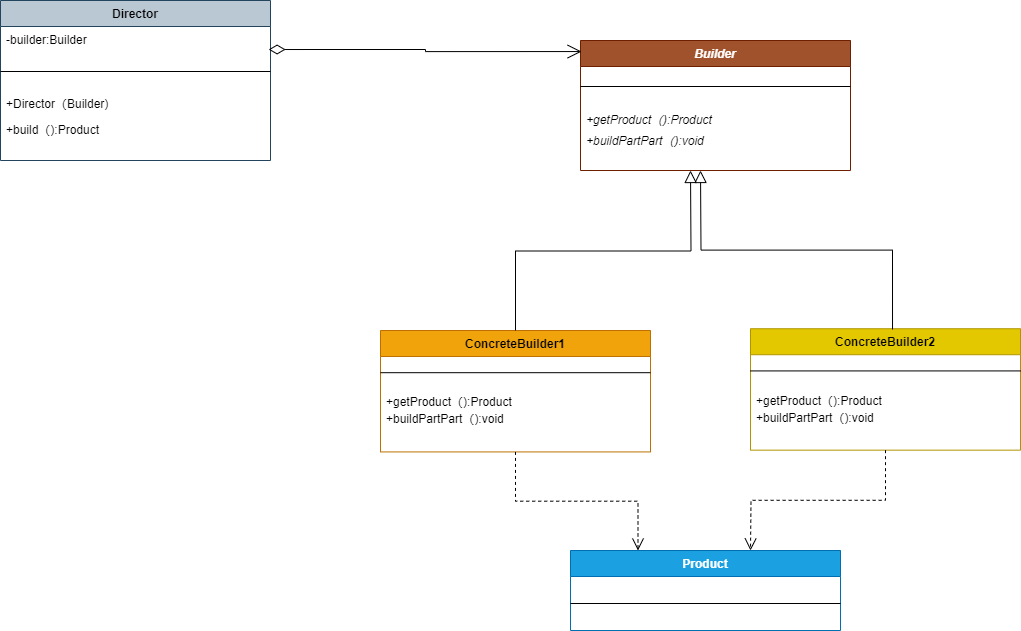 Director
-builder:Builder
+Director (Builder)
+build ():Product
Builder
+getProduct ():Product
+buildPartPart ():void
ConcreteBuilder1
+getProduct ():Product
+buildPartPart ():void
ConcreteBuilder2
+getProduct ():Product
+buildPartPart ():void
Product